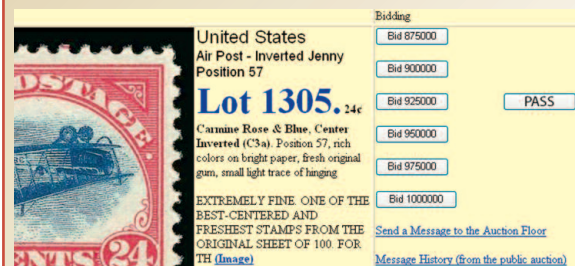 Bidding
United States
Air Post - Inverted Jenny
Position 57
Lot 1305. 24c
Carmine Rose & Blue, Center
Inverted (C3a). Position 57, rich
colors on bright paper, fresh original
gum, small light trace of hinging
EXTREMELY FINE. ONE OF THE
BEST-CENTERED AND
FRESHEST STAMPS FROM THE
ORIGINAL SHEET OF 100. FOR
TH (Image)
Bid 875000
Bid 900000
Bid 925000
PASS
Bid 950000
Bid 975000
Bid 1000000
Send a Message to the Auction Floor
Message History (from the public auction)
OSTAGE
ENTS 24